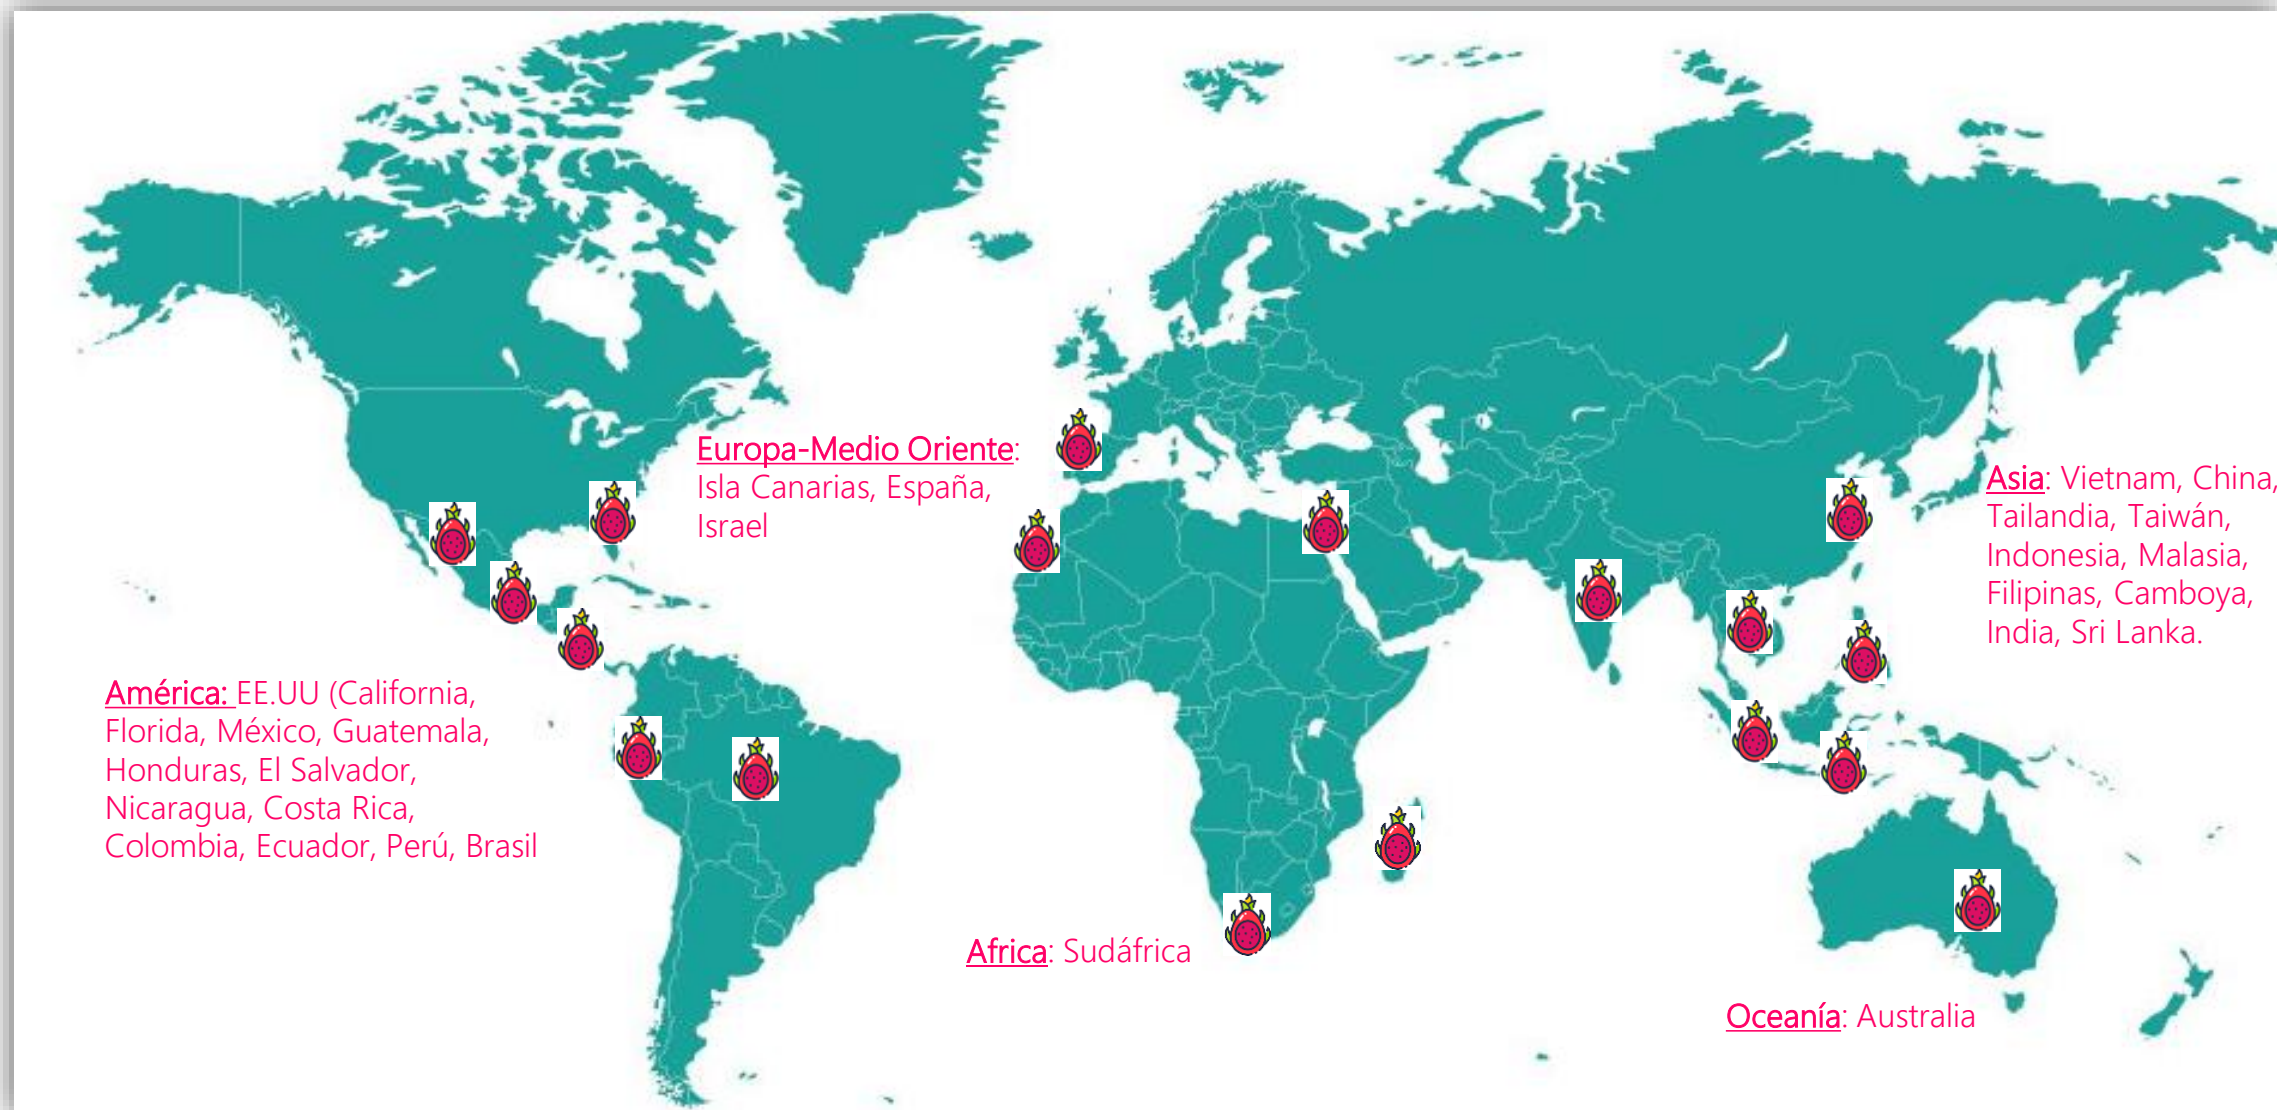 Europa-Medio Oriente:
Isla Canarias, España,
Israel
Asia: Vietnam, China,
Tailandia, Taiwán,
Indonesia, Malasia,
Filipinas, Camboya,
India, Sri Lanka.
América: EE.UU (California,
Florida, México, Guatemala,
Honduras, El Salvador,
Nicaragua, Costa Rica,
Colombia, Ecuador, Perú, Brasil
Africa: Sudáfrica
Oceanía: Australia